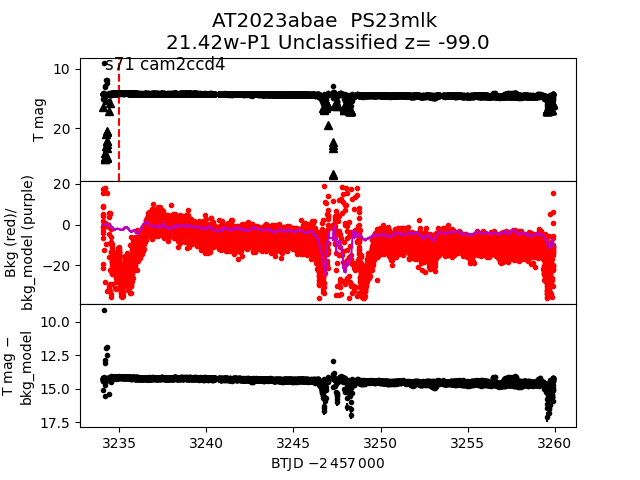 AT2023abae  PS23mlk
21.42w-P1 Unclassified z= -99.0
s71 cam2ccd4
T mag
10
20
Bkg (red)/
bkg_model (purple)
20
0
−20
T mag −
bkg_model
10.0
12.5
15.0
17.5
3235 3240 3245 3250 3255 3260
BTJD −2 457 000